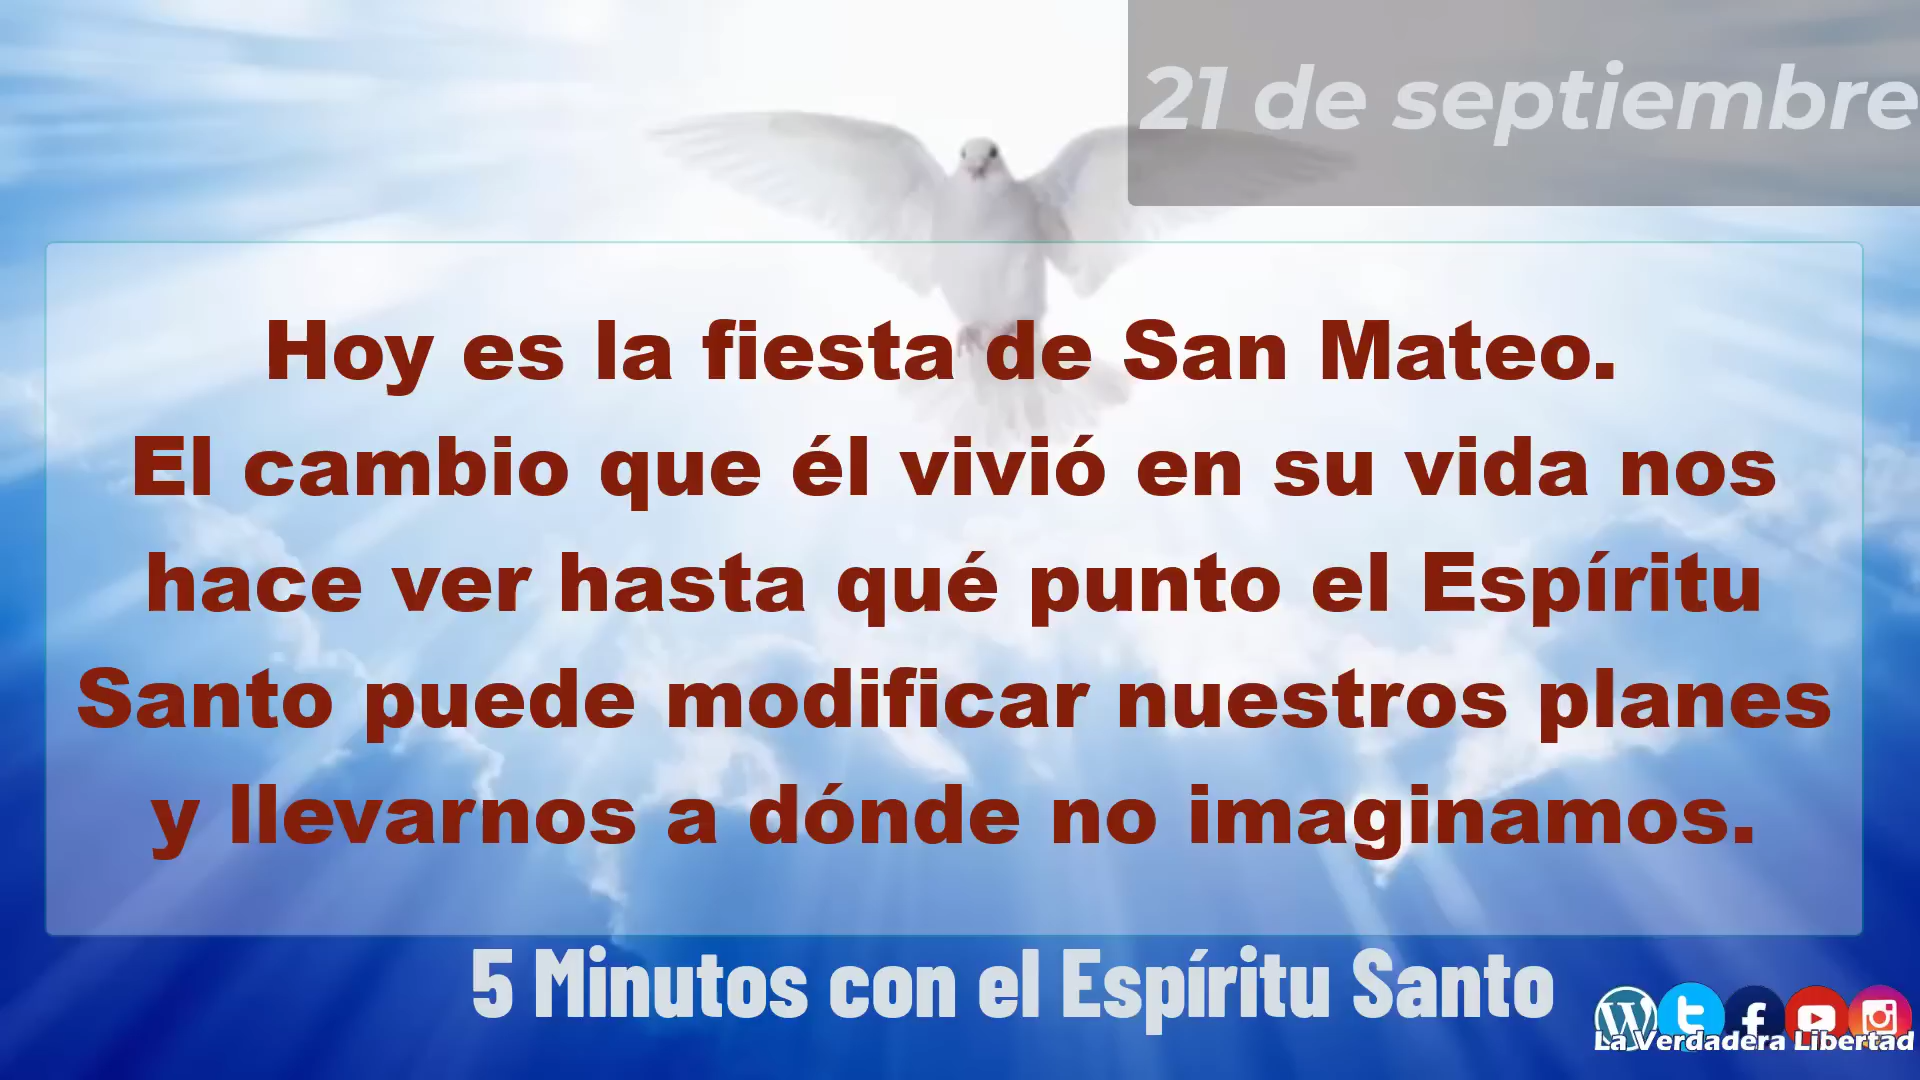 21 de septiembre
Hoy es la fiesta de San Mateo.
El cambio que él vivió en su vida nos
hace ver hasta qué punto el Espíritu
Santo puede modificar nuestros planes
y llevarnos a dónde no imaginamos.
5 Minutos con el Espíritu Santo
La Verdadera Libertad